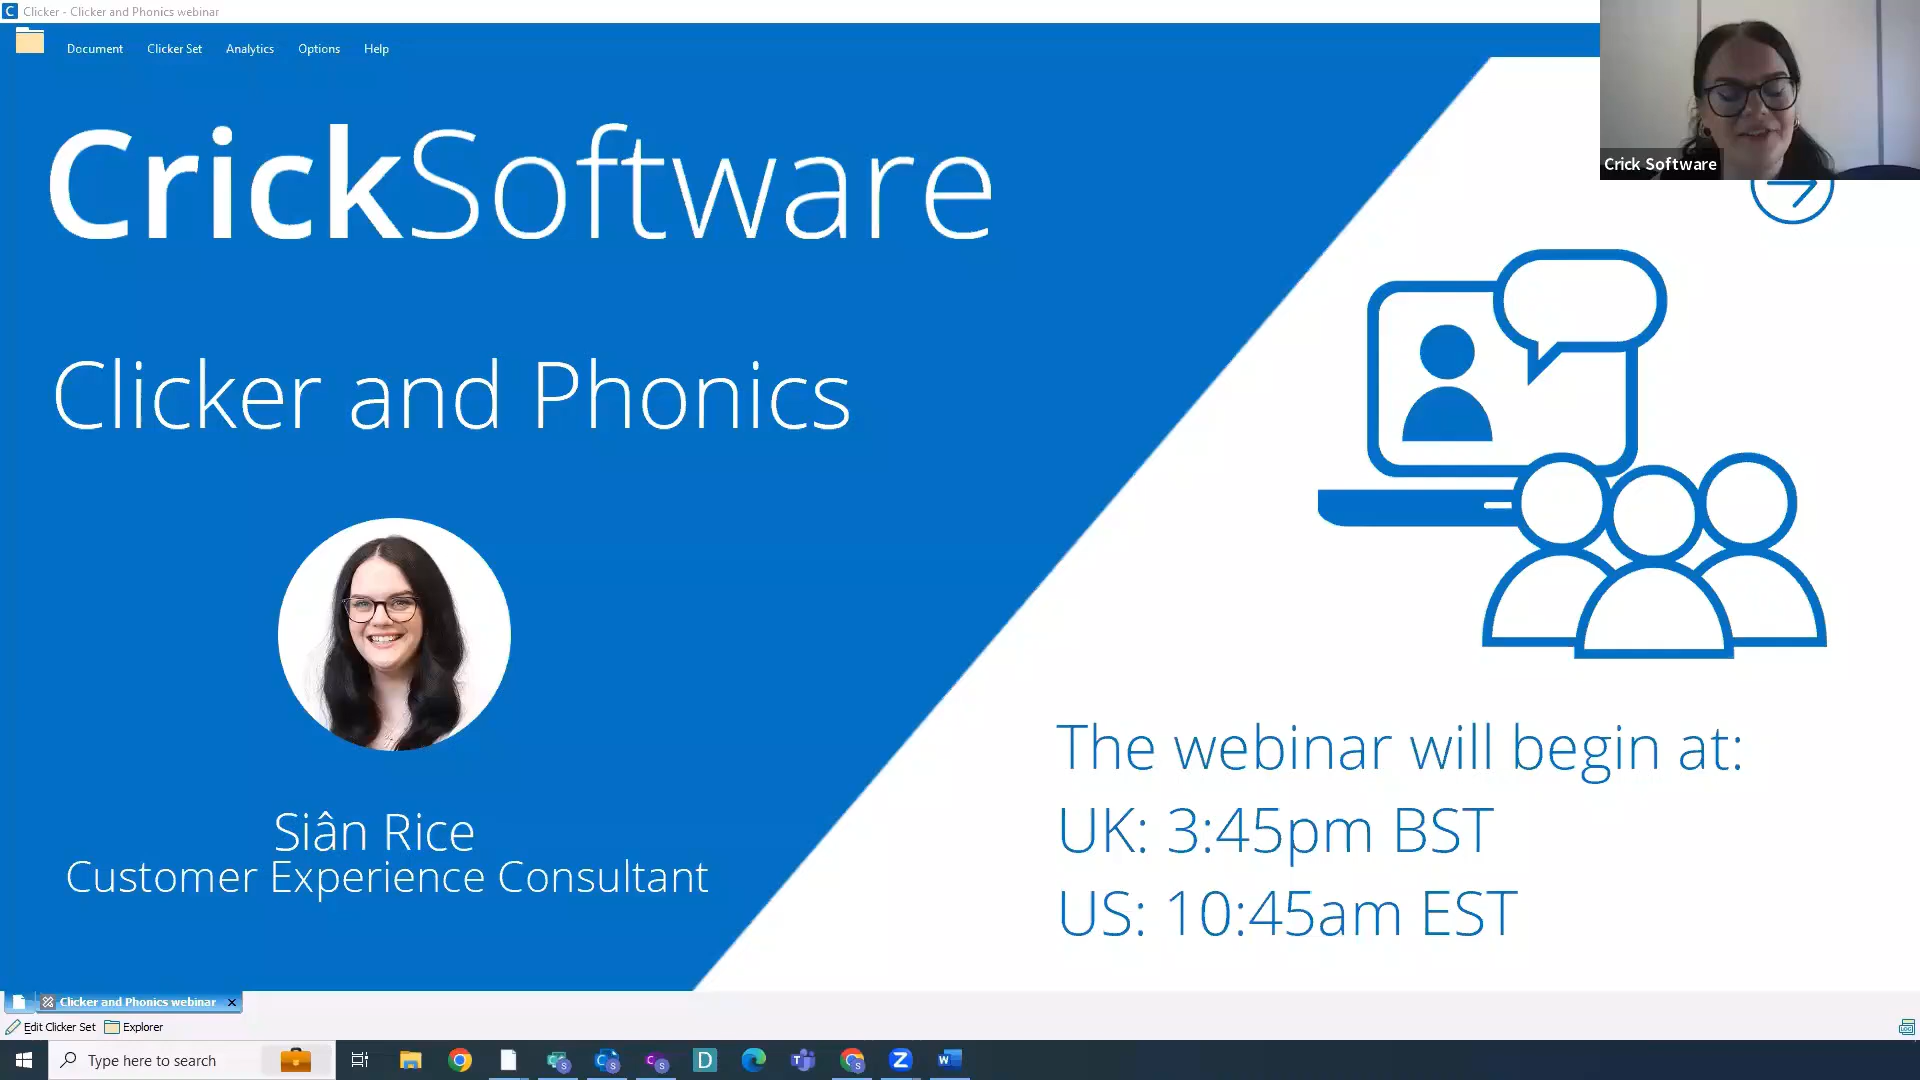 Clicker - Clicker and Phonics webinar
Document Clicker Set Analytics Options Help
Crick Software
CrickSoftware
Clicker and Phonics
Siân Rice
Customer Experience Consultant
The webinar will begin at:
UK: 3:45pm BST
US: 10:45am EST
Clicker and Phonics webinar
Edit Clicker Set Explorer
Type here to search